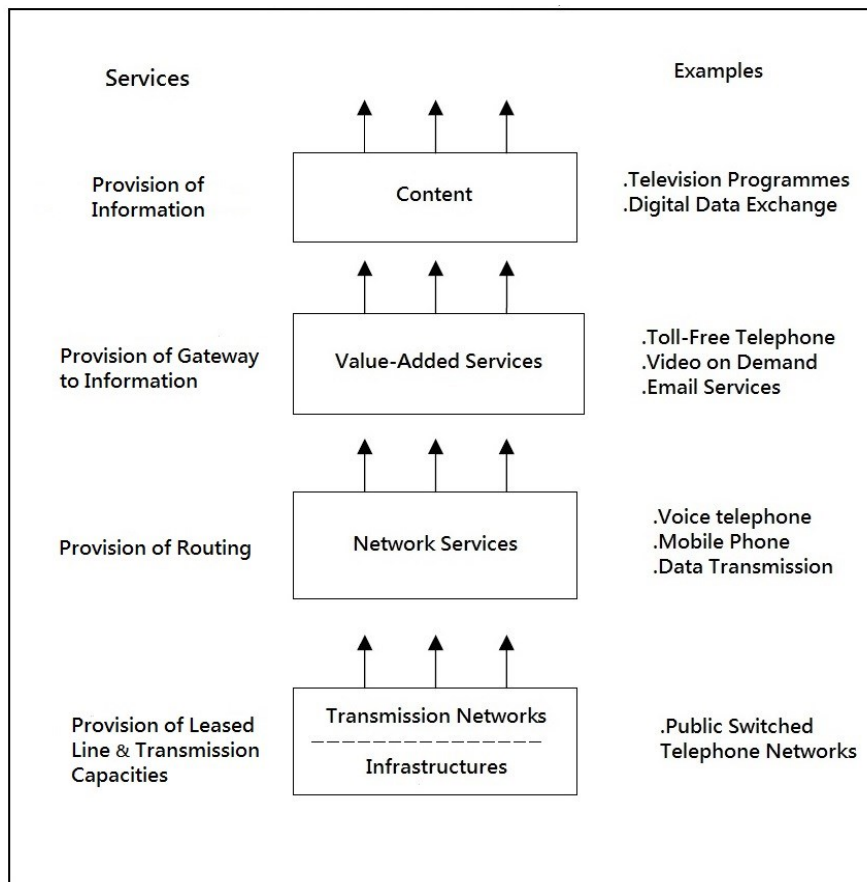 Services
Examples
Provision of
Information
Content
.Television Programmes
.Digital Data Exchange
Provision of Gateway
to Information
Value-Added Services
.Toll-Free Telephone
.Video on Demand
.Email Services
Provision of Routing
Network Services
.Voice telephone
.Mobile Phone
.Data Transmission
Provision of Leased
Line & Transmission
Capacities
Transmission Networks
Infrastructures
.Public Switched
Telephone Networks